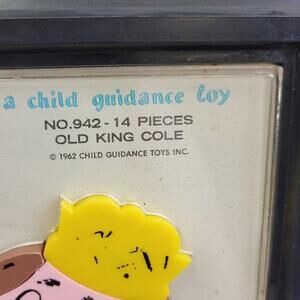 a child guidance toy
NO.942-14 PIECES
OLD KING COLE
© 1962 CHILD GUIDANCE TOYS INC.